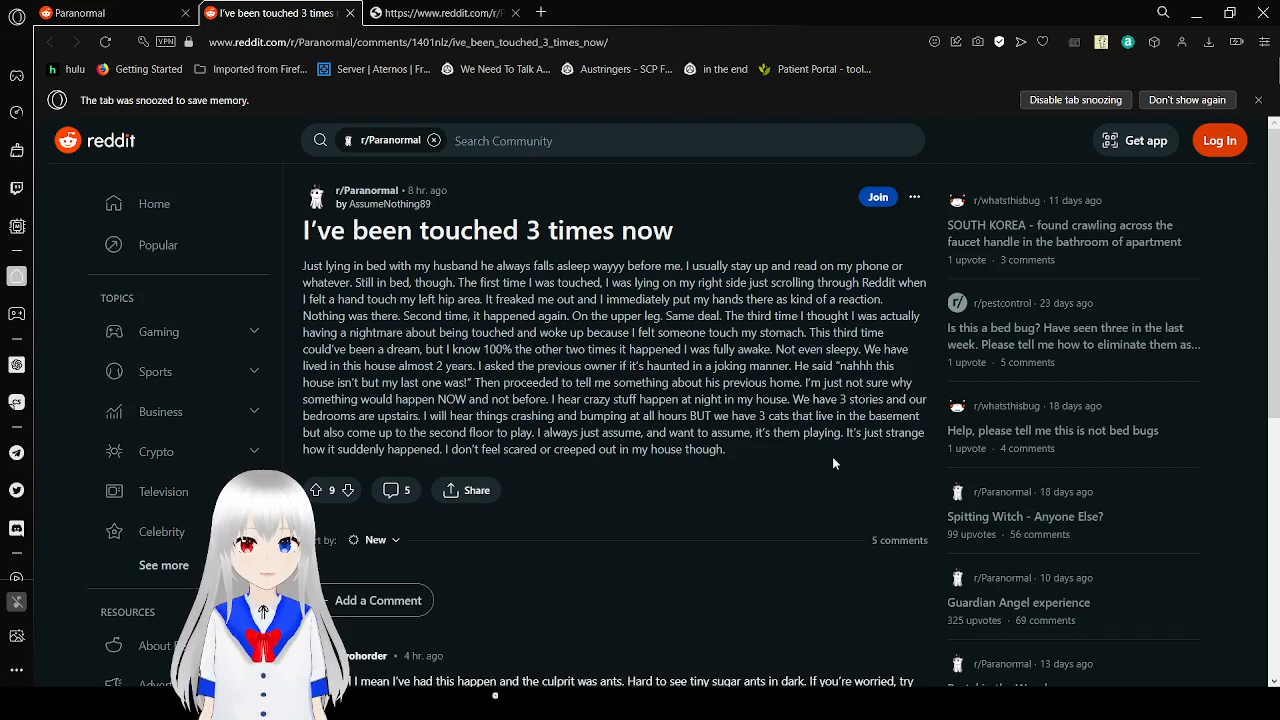 Paranormal
I've been touched 3 times
https://www.reddit.com/r/P
VPN
www.reddit.com/r/Paranormal/comments/1401nlz/ive_been_touched_3_times_now/
h hulu
Getting Started
Imported from Firef...
Server | Aternos | Fr...
We Need To Talk A...
Austringers - SCP F...
in the end
Patient Portal - tool...
The tab was snoozed to save memory.
Disable tab snoozing
Don't show again
reddit
r/Paranormal
Search Community
Get app
Log In
Home
Popular
TOPICS
Gaming
Sports
Business
Crypto
Television
Celebrity
See more
RESOURCES
About
r/Paranormal • 8 hr. ago
by AssumeNothing89
Join
I've been touched 3 times now
Just lying in bed with my husband he always falls asleep wayyy before me. I usually stay up and read on my phone or
whatever. Still in bed, though. The first time I was touched, I was lying on my right side just scrolling through Reddit when
I felt a hand touch my left hip area. It freaked me out and I immediately put my hands there as kind of a reaction.
Nothing was there. Second time, it happened again. On the upper leg. Same deal. The third time I thought I was actually
having a nightmare about being touched and woke up because I felt someone touch my stomach. This third time
could've been a dream, but I know 100% the other two times it happened I was fully awake. Not even sleepy. We have
lived in this house almost 2 years. I asked the previous owner if it's haunted in a joking manner. He said “nahhh this
house isn't but my last one was!” Then proceeded to tell me something about his previous home. I'm just not sure why
something would happen NOW and not before. I hear crazy stuff happen at night in my house. We have 3 stories and our
bedrooms are upstairs. I will hear things crashing and bumping at all hours BUT we have 3 cats that live in the basement
but also come up to the second floor to play. I always just assume, and want to assume, it's them playing. It's just strange
how it suddenly happened. I don't feel scared or creeped out in my house though.
9
5
Share
rt by:
New
5 comments
Add a Comment
ohorder • 4 hr. ago
I mean I've had this happen and the culprit was ants. Hard to see tiny sugar ants in dark. If you're worried, try
r/whatsthisbug · 11 days ago
SOUTH KOREA - found crawling across the
faucet handle in the bathroom of apartment
1 upvote · 3 comments
r/ r/pestcontrol · 23 days ago
Is this a bed bug? Have seen three in the last
week. Please tell me how to eliminate them as...
1 upvote · 5 comments
r/whatsthisbug · 18 days ago
Help, please tell me this is not bed bugs
1 upvote · 4 comments
r/Paranormal · 18 days ago
Spitting Witch - Anyone Else?
99 upvotes · 56 comments
r/Paranormal · 10 days ago
Guardian Angel experience
325 upvotes · 69 comments
r/Paranormal · 13 days ago